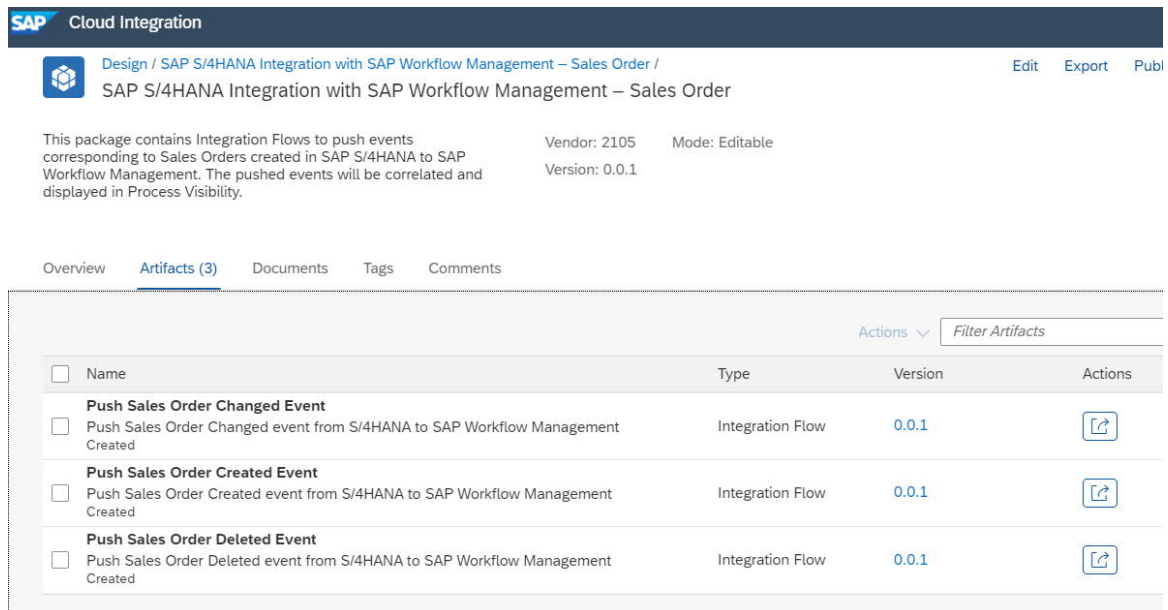 SAP Cloud Integration
Design / SAP S/4HANA Integration with SAP Workflow Management – Sales Order /
Edit Export Publ
SAP S/4HANA Integration with SAP Workflow Management – Sales Order
This package contains Integration Flows to push events
corresponding to Sales Orders created in SAP S/4HANA to SAP
Workflow Management. The pushed events will be correlated and
displayed in Process Visibility.
Vendor: 2105 Mode: Editable
Version: 0.0.1
Overview Artifacts (3) Documents Tags Comments
Actions Filter Artifacts
Name Type Version Actions
Push Sales Order Changed Event
Push Sales Order Changed event from S/4HANA to SAP Workflow Management Integration Flow 0.0.1
Created
Push Sales Order Created Event
Push Sales Order Created event from S/4HANA to SAP Workflow Management Integration Flow 0.0.1
Created
Push Sales Order Deleted Event
Push Sales Order Deleted event from S/4HANA to SAP Workflow Management Integration Flow 0.0.1
Created